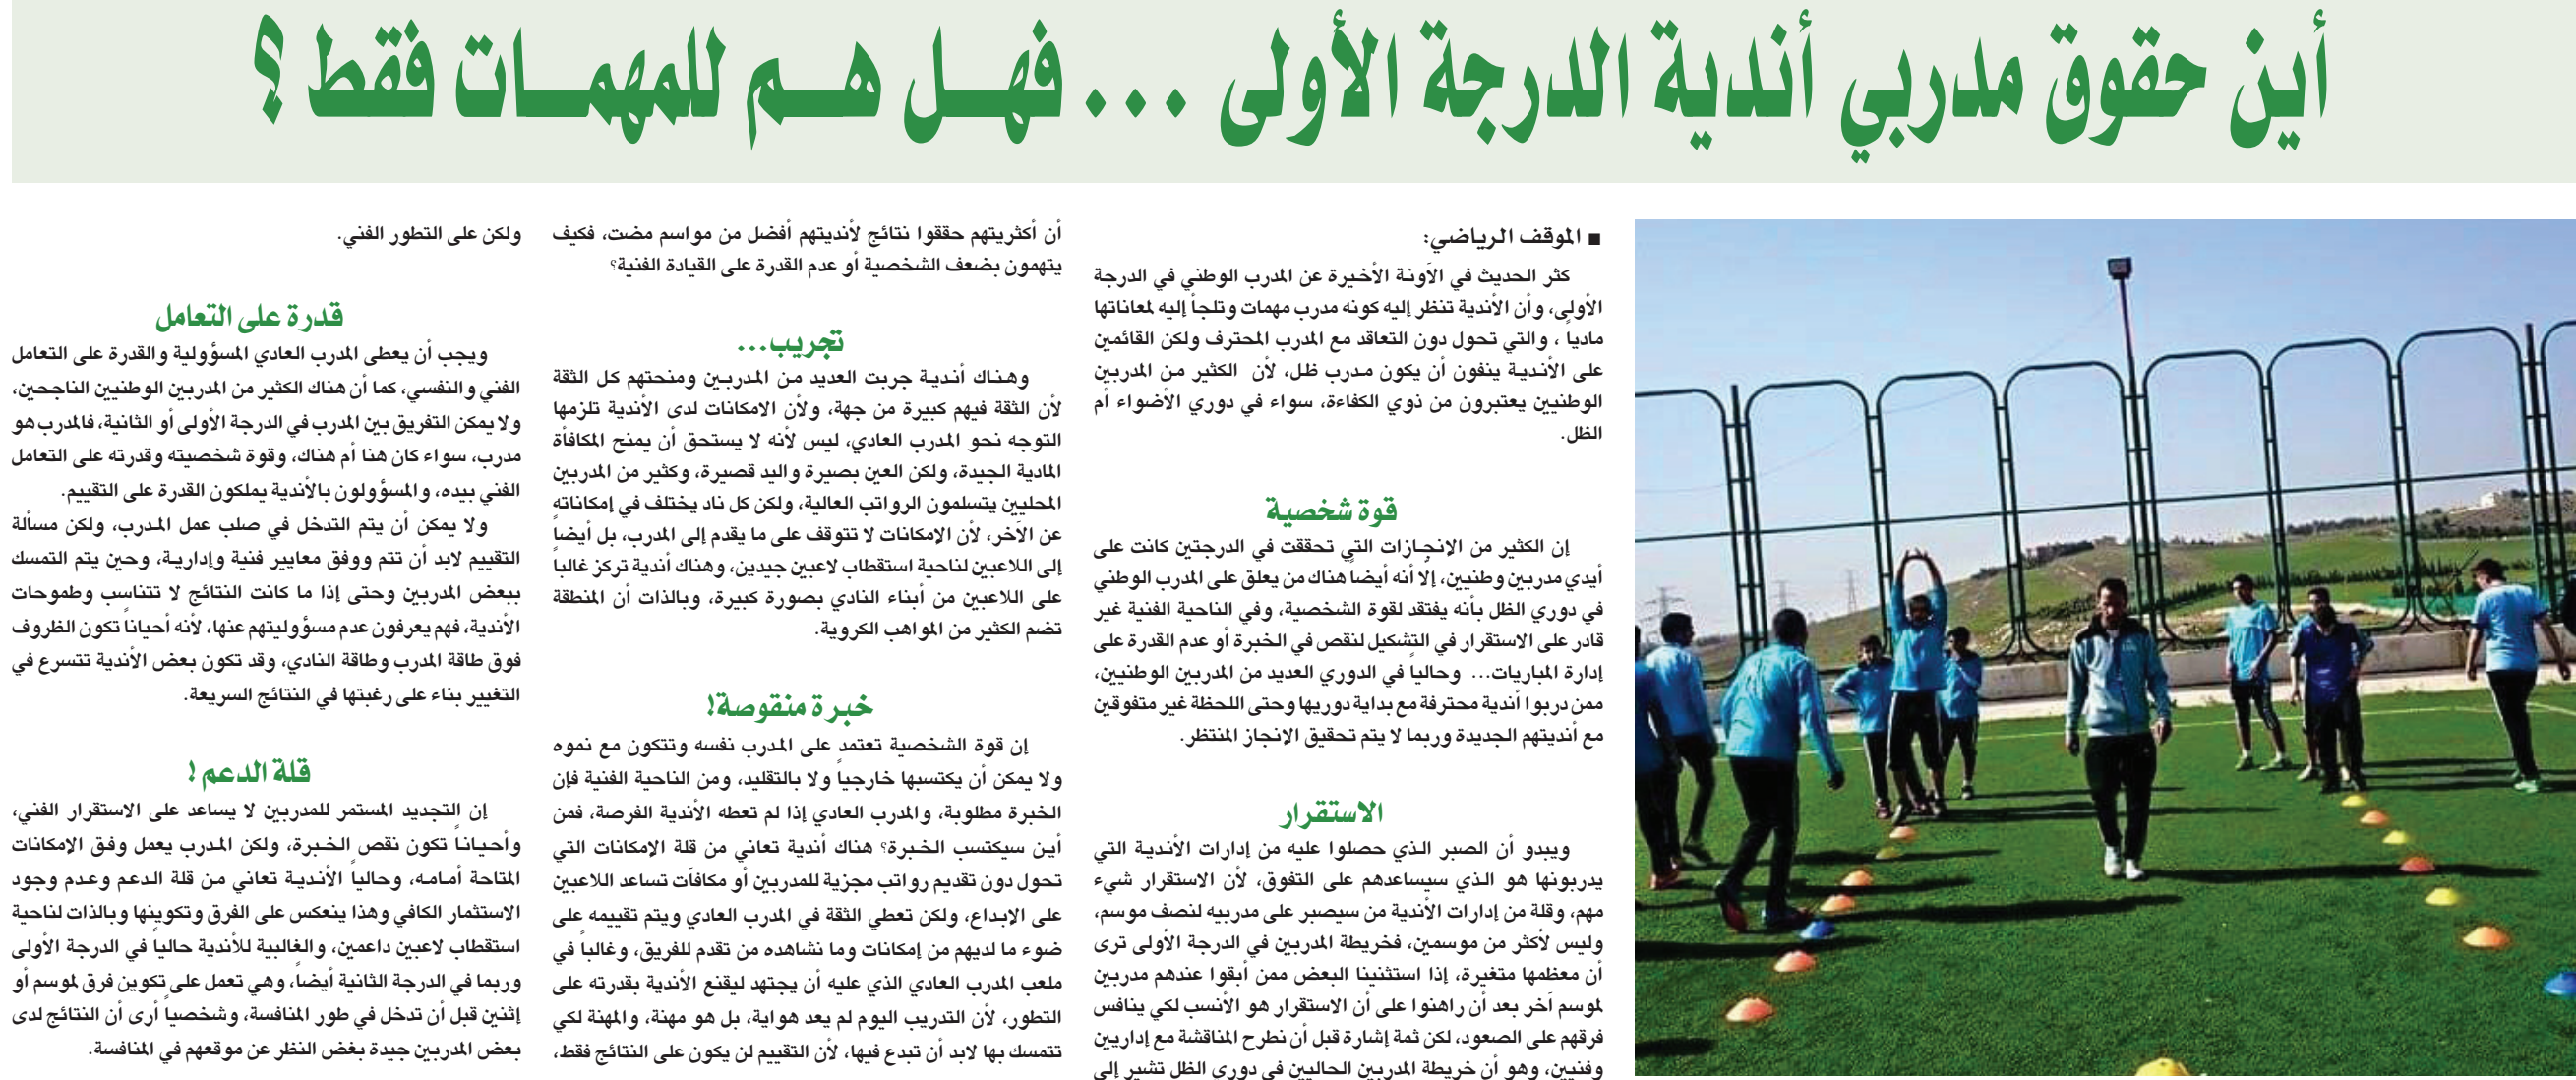 أين حقوق مدربي أندية الدرجة الأولى ... فهل هم للمهمات فقط ؟
■ الموقف الرياضي:
كثر الحديث في الآونة الأخيرة عن المدرب الوطني في الدرجة
الأولى، وأن الأندية تنظر إليه كونه مدرب مهمات وتلجأ إليه لمعاناتها
مادياً ، والتي تحول دون التعاقد مع المدرب المحترف ولكن القائمين
على الأندية ينفون أن يكون مدرب ظل، لأن الكثير من المدربين
الوطنيين يعتبرون من ذوي الكفاءة، سواء في دوري الأضواء أم
الظل.
قوة شخصية
إن الكثير من الإنجازات التي تحققت في الدرجتين كانت على
أيدي مدربين وطنيين، إلا أنه أيضاً هناك من يعلق على المدرب الوطني
في دوري الظل بأنه يفتقد لقوة الشخصية، وفي الناحية الفنية غير
قادر على الاستقرار في التشكيل لنقص في الخبرة أو عدم القدرة على
إدارة المباريات... وحالياً في الدوري العديد من المدربين الوطنيين،
ممن دربوا أندية محترفة مع بداية دوريها وحتى اللحظة غير متفوقين
مع أنديتهم الجديدة وربما لا يتم تحقيق الإنجاز المنتظر.
الاستقرار
ويبدو أن الصبر الذي حصلوا عليه من إدارات الأندية التي
يدربونها هو الذي سيساعدهم على التفوق، لأن الاستقرار شيء
مهم، وقلة من إدارات الأندية من سيصبر على مدربيه لنصف موسم،
وليس لأكثر من موسمين، فخريطة المدربين في الدرجة الأولى ترى
أن معظمها متغيرة، إذا استثنينا البعض ممن أبقوا عندهم مدربين
لموسم آخر بعد أن راهنوا على أن الاستقرار هو الأنسب لكي ينافس
فرقهم على الصعود، لكن ثمة إشارة قبل أن نطرح المناقشة مع إداريين
وفنيين، وهو أن خريطة المدربين الحاليين في دوري الظل تشير إلى
أن أكثريتهم حققوا نتائج لأنديتهم أفضل من مواسم مضت، فكيف
يتهمون بضعف الشخصية أو عدم القدرة على القيادة الفنية؟
تجريب...
وهناك أندية جربت العديد من المدربين ومنحتهم كل الثقة
لأن الثقة فيهم كبيرة من جهة، ولأن الامكانات لدى الأندية تلزمها
التوجه نحو المدرب العادي، ليس لأنه لا يستحق أن يمنح المكافأة
المادية الجيدة، ولكن العين بصيرة واليد قصيرة، وكثير من المدربين
المحليين يتسلمون الرواتب العالية، ولكن كل ناد يختلف في إمكاناته
عن الآخر، لأن الإمكانات لا تتوقف على ما يقدم إلى المدرب، بل أيضاً
إلى اللاعبين لناحية استقطاب لاعبين جيدين، وهناك أندية تركز غالباً
على اللاعبين من أبناء النادي بصورة كبيرة، وبالذات أن المنطقة
تضم الكثير من المواهب الكروية.
خبرة منقوصة!
إن قوة الشخصية تعتمد على المدرب نفسه وتتكون مع نموه
ولا يمكن أن يكتسبها خارجياً ولا بالتقليد، ومن الناحية الفنية فإن
الخبرة مطلوبة، والمدرب العادي إذا لم تعطه الأندية الفرصة، فمن
أين سيكتسب الخبرة؟ هناك أندية تعاني من قلة الإمكانات التي
تحول دون تقديم رواتب مجزية للمدربين أو مكافآت تساعد اللاعبين
على الإبداع، ولكن تعطي الثقة في المدرب العادي ويتم تقييمه على
ضوء ما لديهم من إمكانات وما نشاهده من تقدم للفريق، وغالباً في
ملعب المدرب العادي الذي عليه أن يجتهد ليقنع الأندية بقدرته على
التطور، لأن التدريب اليوم لم يعد هواية، بل هو مهنة، والمهنة لكي
تتمسك بها لابد أن تبدع فيها، لأن التقييم لن يكون على النتائج فقط،
ولكن على التطور الفني.
قدرة على التعامل
ويجب أن يعطى المدرب العادي المسؤولية والقدرة على التعامل
الفني والنفسي، كما أن هناك الكثير من المدربين الوطنيين الناجحين،
ولا يمكن التفريق بين المدرب في الدرجة الأولى أو الثانية، فالمدرب هو
مدرب، سواء كان هنا أم هناك، وقوة شخصيته وقدرته على التعامل
الفني بيده، والمسؤولون بالأندية يملكون القدرة على التقييم.
ولا يمكن أن يتم التدخل في صلب عمل المدرب، ولكن مسألة
التقييم لابد أن تتم ووفق معايير فنية وإدارية، وحين يتم التمسك
ببعض المدربين وحتى إذا ما كانت النتائج لا تتناسب وطموحات
الأندية، فهم يعرفون عدم مسؤوليتهم عنها، لأنه أحياناً تكون الظروف
فوق طاقة المدرب وطاقة النادي، وقد تكون بعض الأندية تتسرع في
التغيير بناء على رغبتها في النتائج السريعة.
قلة الدعم !
إن التجديد المستمر للمدربين لا يساعد على الاستقرار الفني،
وأحياناً تكون نقص الخبرة، ولكن المدرب يعمل وفق الإمكانات
المتاحة أمامه، وحالياً الأندية تعاني من قلة الدعم وعدم وجود
الاستثمار الكافي وهذا ينعكس على الفرق وتكوينها وبالذات لناحية
استقطاب لاعبين داعمين، والغالبية للأندية حالياً في الدرجة الأولى
وربما في الدرجة الثانية أيضاً، وهي تعمل على تكوين فرق لموسم أو
إثنين قبل أن تدخل في طور المنافسة، وشخصياً أرى أن النتائج لدى
بعض المدربين جيدة بغض النظر عن موقعهم في المنافسة.